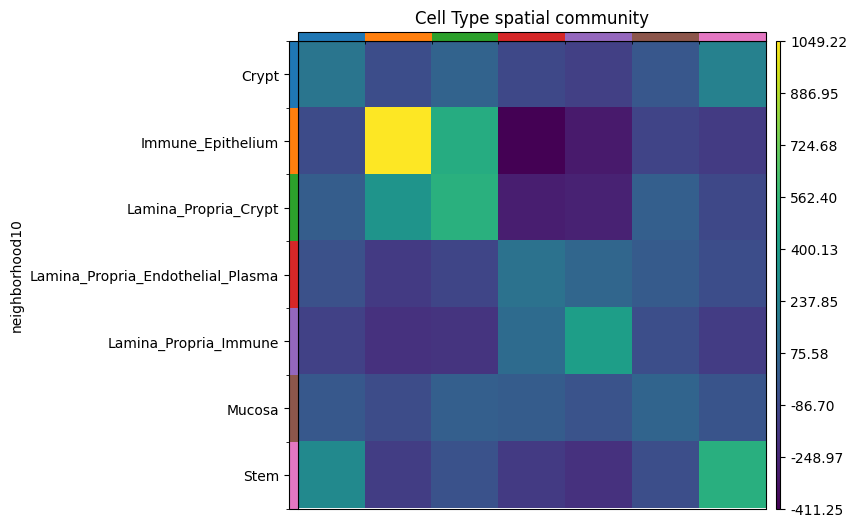 Cell Type spatial community
neighborhood10
Crypt
Immune_Epithelium
Lamina_Propria_Crypt
Lamina_Propria_Endothelial_Plasma
Lamina_Propria_Immune
Mucosa
Stem
1049.22
886.95
724.68
562.40
400.13
237.85
75.58
-86.70
-248.97
-411.25